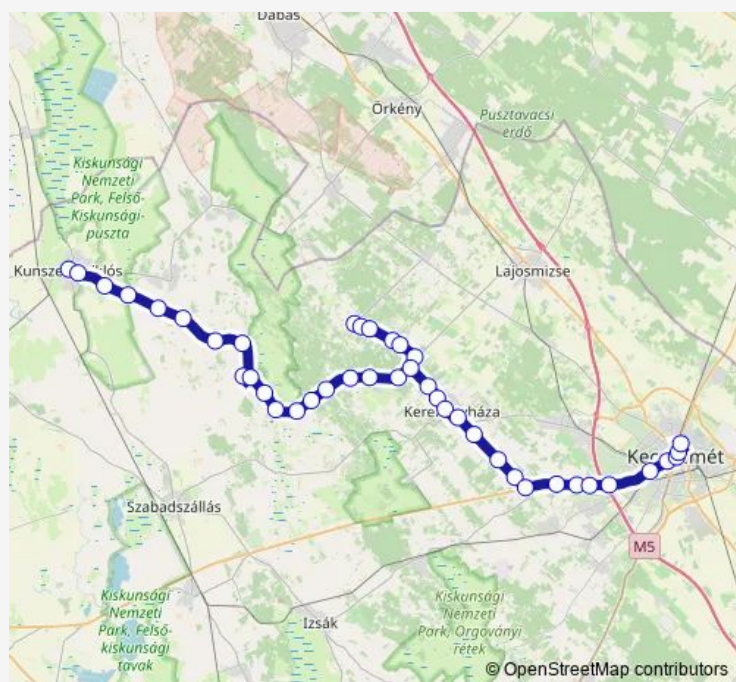 Dabas
Örkény
Pusztavacsi
erdő
Kiskunsági
Nemzeti
Park, Felső-
Kiskunsági-
puszta
Lajosmizse
Szabadszállás
M5
Izsák
Kiskunsági
Nemzeti
Park, Felső-
kiskunsági
tavak
Kiskunsági
Nemzeti
Park, Orgoványi
rétek
© OpenStreetMap contributors